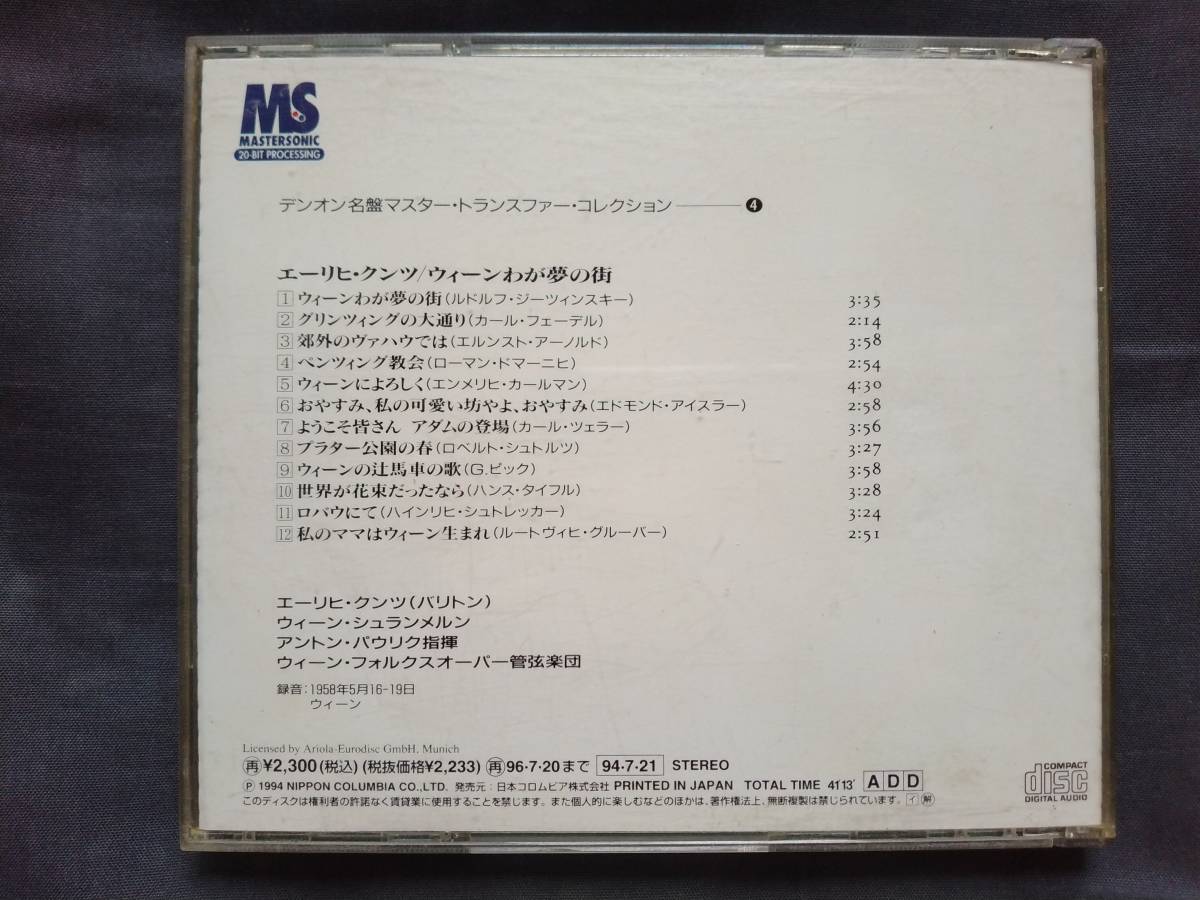 MS
MASTERSONIC
20-BIT PROCESSING
デンオン名盤マスター・トランスファー・コレクション――― ❹
エーリヒ・クンツ/ウィーンわが夢の街
1 ウィーンわが夢の街(ルドルフ・ジーツィンスキー) 3:35
2 グリンツィングの大通り(カール・フェーデル) 2:14
3 郊外のヴァハウでは(エルンスト・アーノルド) 3:58
4 ペンツィング教会(ローマン・ドマーニヒ) 2:54
5 ウィーンによろしく(エンメリヒ・カールマン) 4:30
6 おやすみ、私の可愛い坊やよ、おやすみ(エドモンド・アイスラー) 2:58
7 ようこそ皆さん アダムの登場(カール・ツェラー) 3:56
8 プラター公園の春(ロベルト・シュトルツ) 3:27
9 ウィーンの辻馬車の歌(G.ピック) 3:58
10 世界が花束だったなら(ハンス・タイフル) 3:28
11 ロバウにて(ハインリヒ・シュトレッカー) 3:24
12 私のママはウィーン生まれ(ルートヴィヒ・グルーバー) 2:51
エーリヒ・クンツ(バリトン)
ウィーン・シュランメルン
アントン・パウリク指揮
ウィーン・フォルクスオーパー管弦楽団
録音:1958年5月16-19日
ウィーン
Licensed by Ariola-Eurodisc GmbH, Munich
再¥2,300(税込)(税抜価格¥2,233) 再96・7・20まで 94・7・21 STEREO
Ⓟ 1994 NIPPON COLUMBIA CO.,LTD. 発売元:日本コロムビア株式会社 PRINTED IN JAPAN TOTAL TIME 41'13" ADD
このディスクは権利者の許諾なく賃貸業に使用することを禁じます。また個人的に楽しむなどのほかは、著作権法上、無断複製は禁じられています。 イ 解
COMPACT
disc
DIGITAL AUDIO